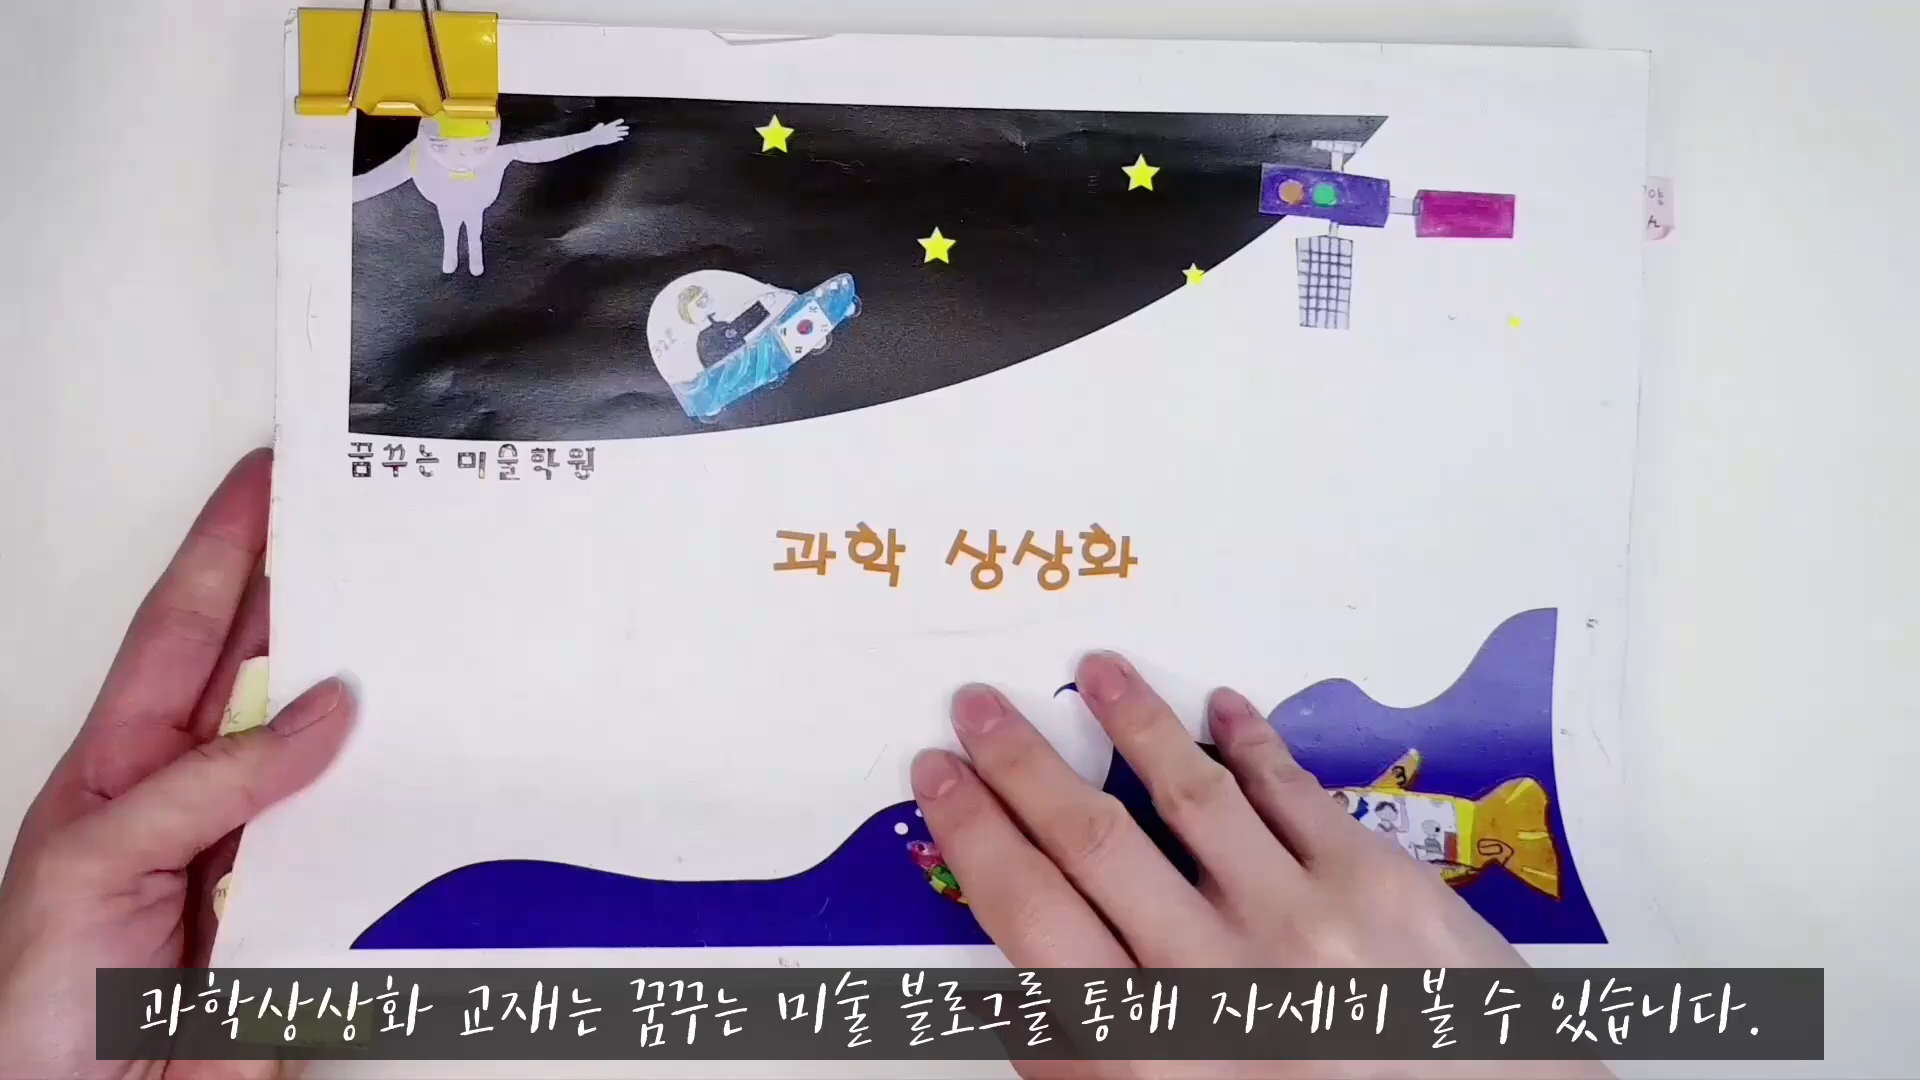 꿈꾸는 미술학원
과학 상상화
과학상상화 교재는 꿈꾸는 미술 블로그를 통해 자세히 볼 수 있습니다.